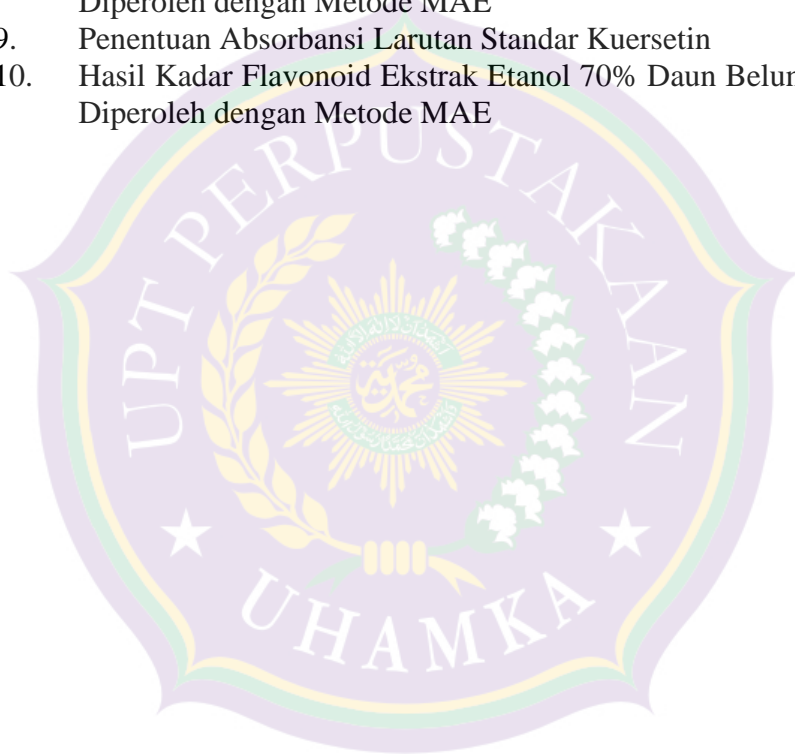 Diperoleh dengan Metode MAE
9. Penentuan Absorbansi Larutan Standar Kuersetin
10. Hasil Kadar Flavonoid Ekstrak Etanol 70% Daun Belun
Diperoleh dengan Metode MAE
UPT PERPUSTAKAAN
UHAMKA